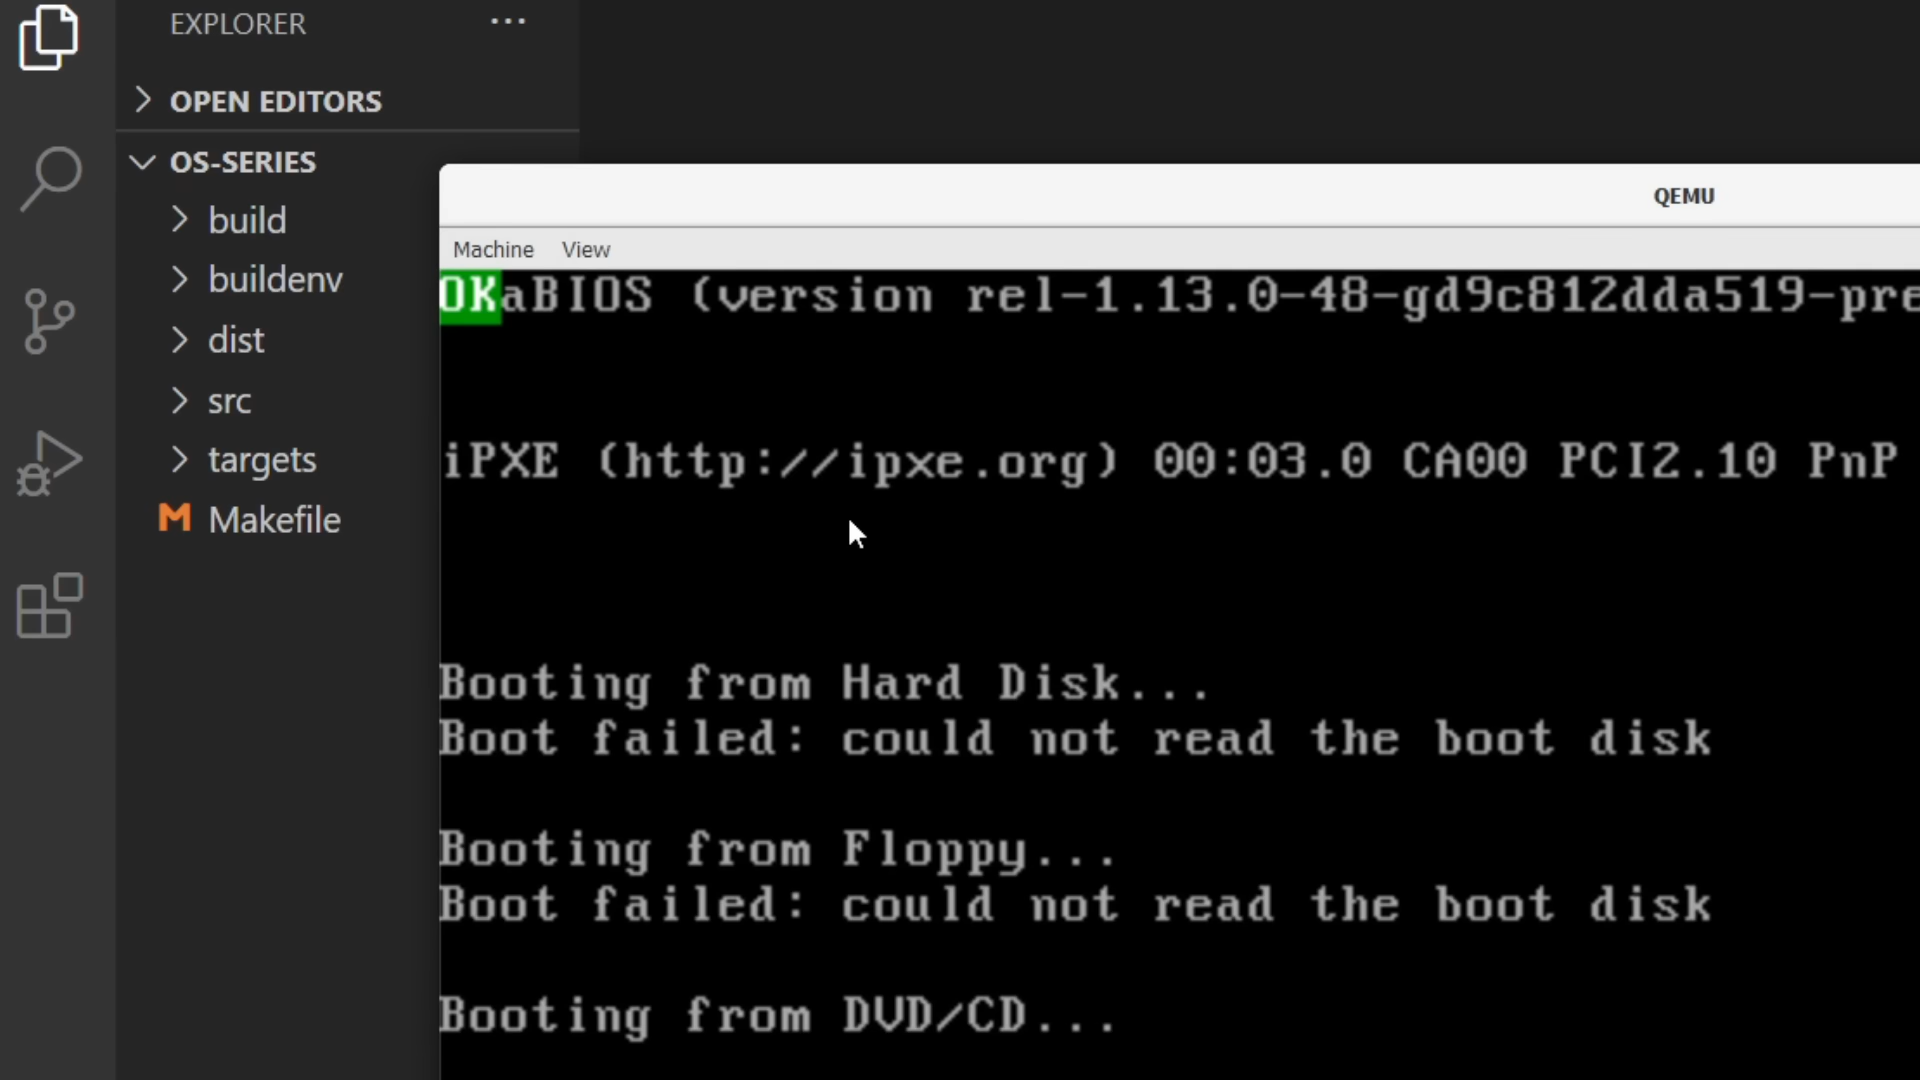 EXPLORER
OPEN EDITORS
OS-SERIES
build
buildenv
dist
src
targets
M Makefile
QEMU
Machine View
OKaBIOS (version rel-1.13.0-48-gd9c812dda519-pre
iPXE (http://ipxe.org) 00:03.0 CA00 PCI2.10 PnP
Booting from Hard Disk...
Boot failed: could not read the boot disk
Booting from Floppy...
Boot failed: could not read the boot disk
Booting from DVD/CD...